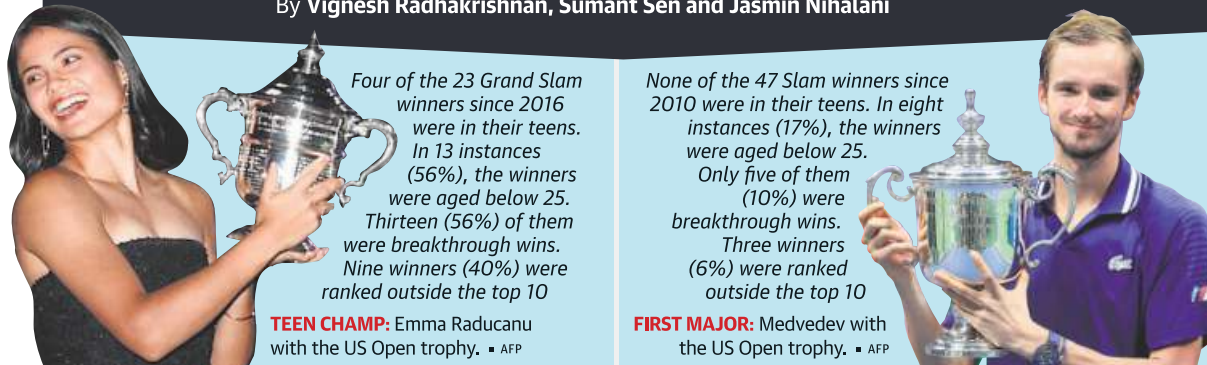 By Vignesh Radhakrishnan, Sumant Sen and Jasmin Nihalani
Four of the 23 Grand Slam
winners since 2016
were in their teens.
In 13 instances
(56%), the winners
were aged below 25.
Thirteen (56%) of them
were breakthrough wins.
Nine winners (40%) were
ranked outside the top 10
TEEN CHAMP: Emma Raducanu
with the US Open trophy. ▪ AFP
None of the 47 Slam winners since
2010 were in their teens. In eight
instances (17%), the winners
were aged below 25.
Only five of them
(10%) were
breakthrough wins.
Three winners
(6%) were ranked
outside the top 10
FIRST MAJOR: Medvedev with
the US Open trophy. ▪ AFP